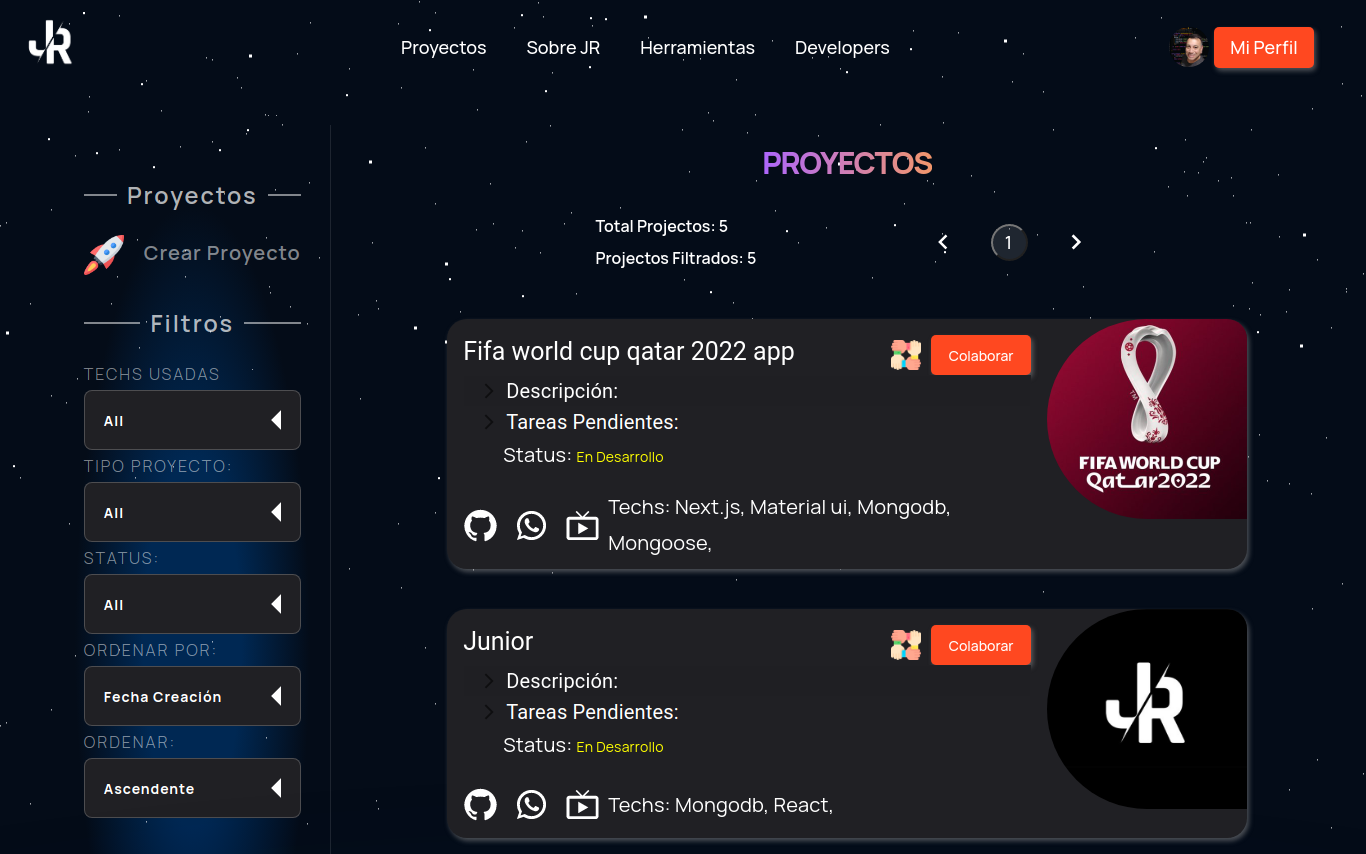 JR
Proyectos
Sobre JR
Herramientas
Developers
Mi Perfil
Proyectos
Crear Proyecto
Filtros
TECHS USADAS
All
TIPO PROYECTO:
All
STATUS:
All
ORDENAR POR:
Fecha Creación
ORDENAR:
Ascendente
PROYECTOS
Total Projectos: 5
Projectos Filtrados: 5
1
Fifa world cup qatar 2022 app
Colaborar
Descripción:
Tareas Pendientes:
Status: En Desarrollo
Techs: Next.js, Material ui, Mongodb,
Mongoose,
TM
FIFA WORLD CUP
Qatar2022
Junior
Colaborar
Descripción:
Tareas Pendientes:
Status: En Desarrollo
Techs: Mongodb, React,
JR